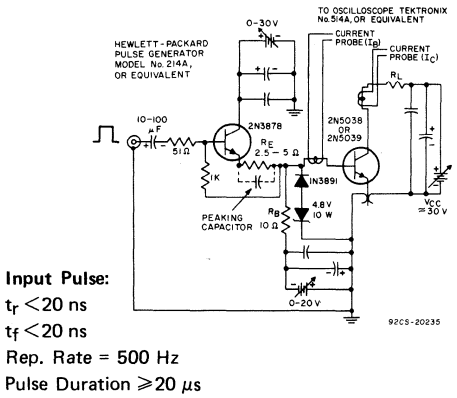 TO OSCILLOSCOPE TEKTRONIX
No.514A, OR EQUIVALENT
0-30V
HEWLETT-PACKARD
PULSE GENERATOR
MODEL No. 214A,
OR EQUIVALENT
CURRENT
PROBE (IB)
CURRENT
PROBE (IC)
RL
10-100
µF
2N3878
RE
2.5-5 Ω
2N5038
OR
2N5039
51Ω
1K
1N3891
PEAKING
CAPACITOR
RB
10 Ω
4.8V
10 W
VCC
≈30 V
0-20 V
92CS-20235
Input Pulse:
tr <20 ns
tf <20 ns
Rep. Rate = 500 Hz
Pulse Duration ⩾20 µs